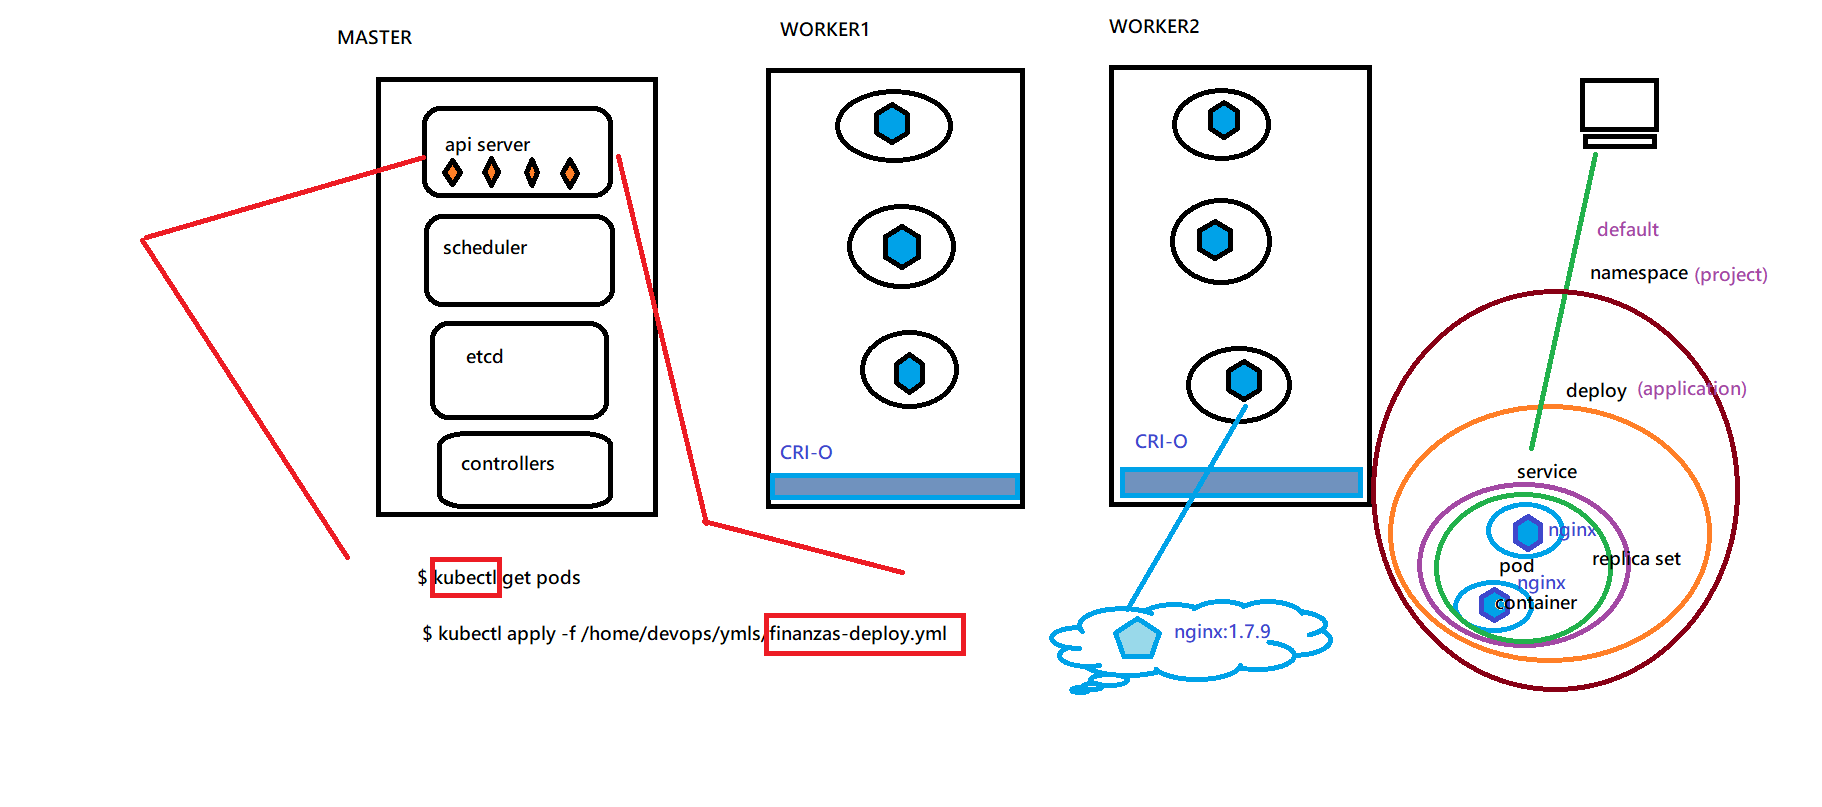 MASTER
WORKER1
WORKER2
api server
scheduler
etcd
controllers
CRI-O
CRI-O
default
namespace (project)
deploy (application)
service
nginx
replica set
pod
nginx
container
$ kubectl get pods
$ kubectl apply -f /home/devops/ymls/finanzas-deploy.yml
nginx:1.7.9